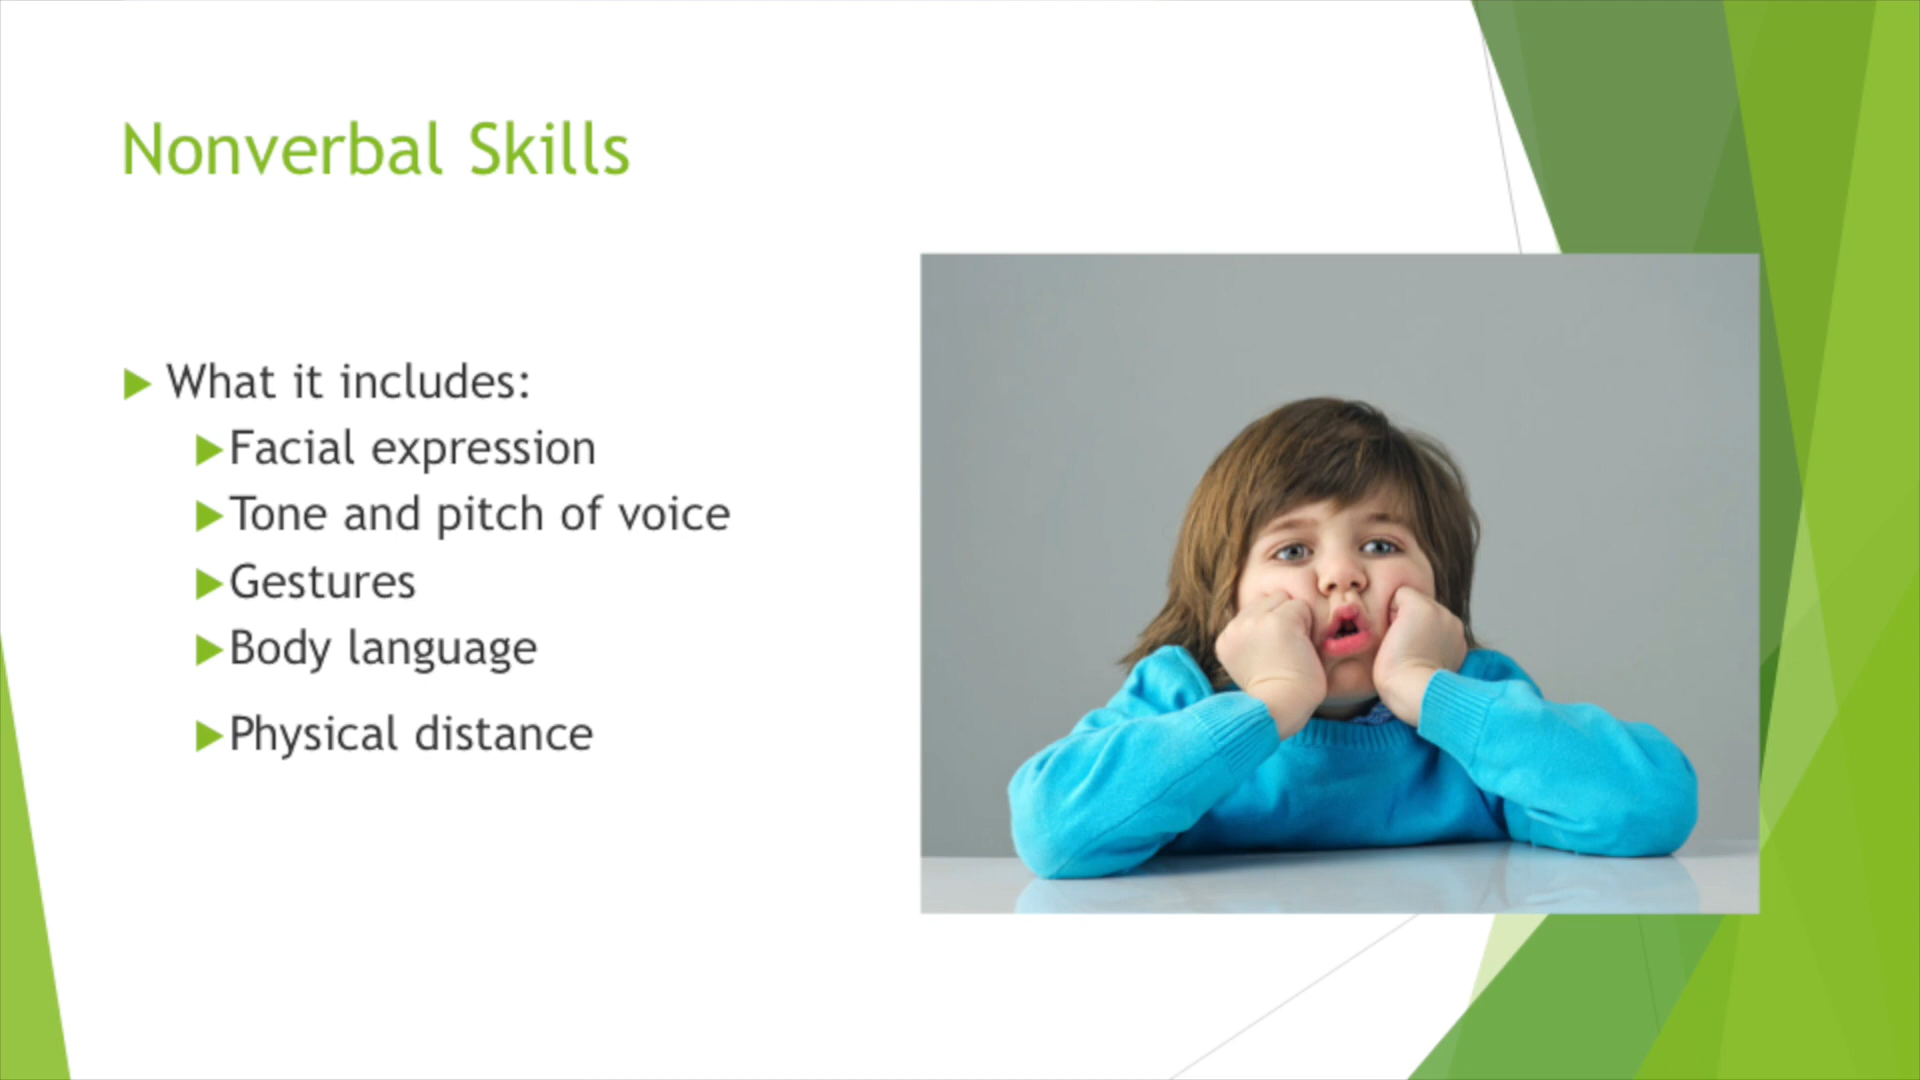 Nonverbal Skills
What it includes:
Facial expression
Tone and pitch of voice
Gestures
Body language
Physical distance